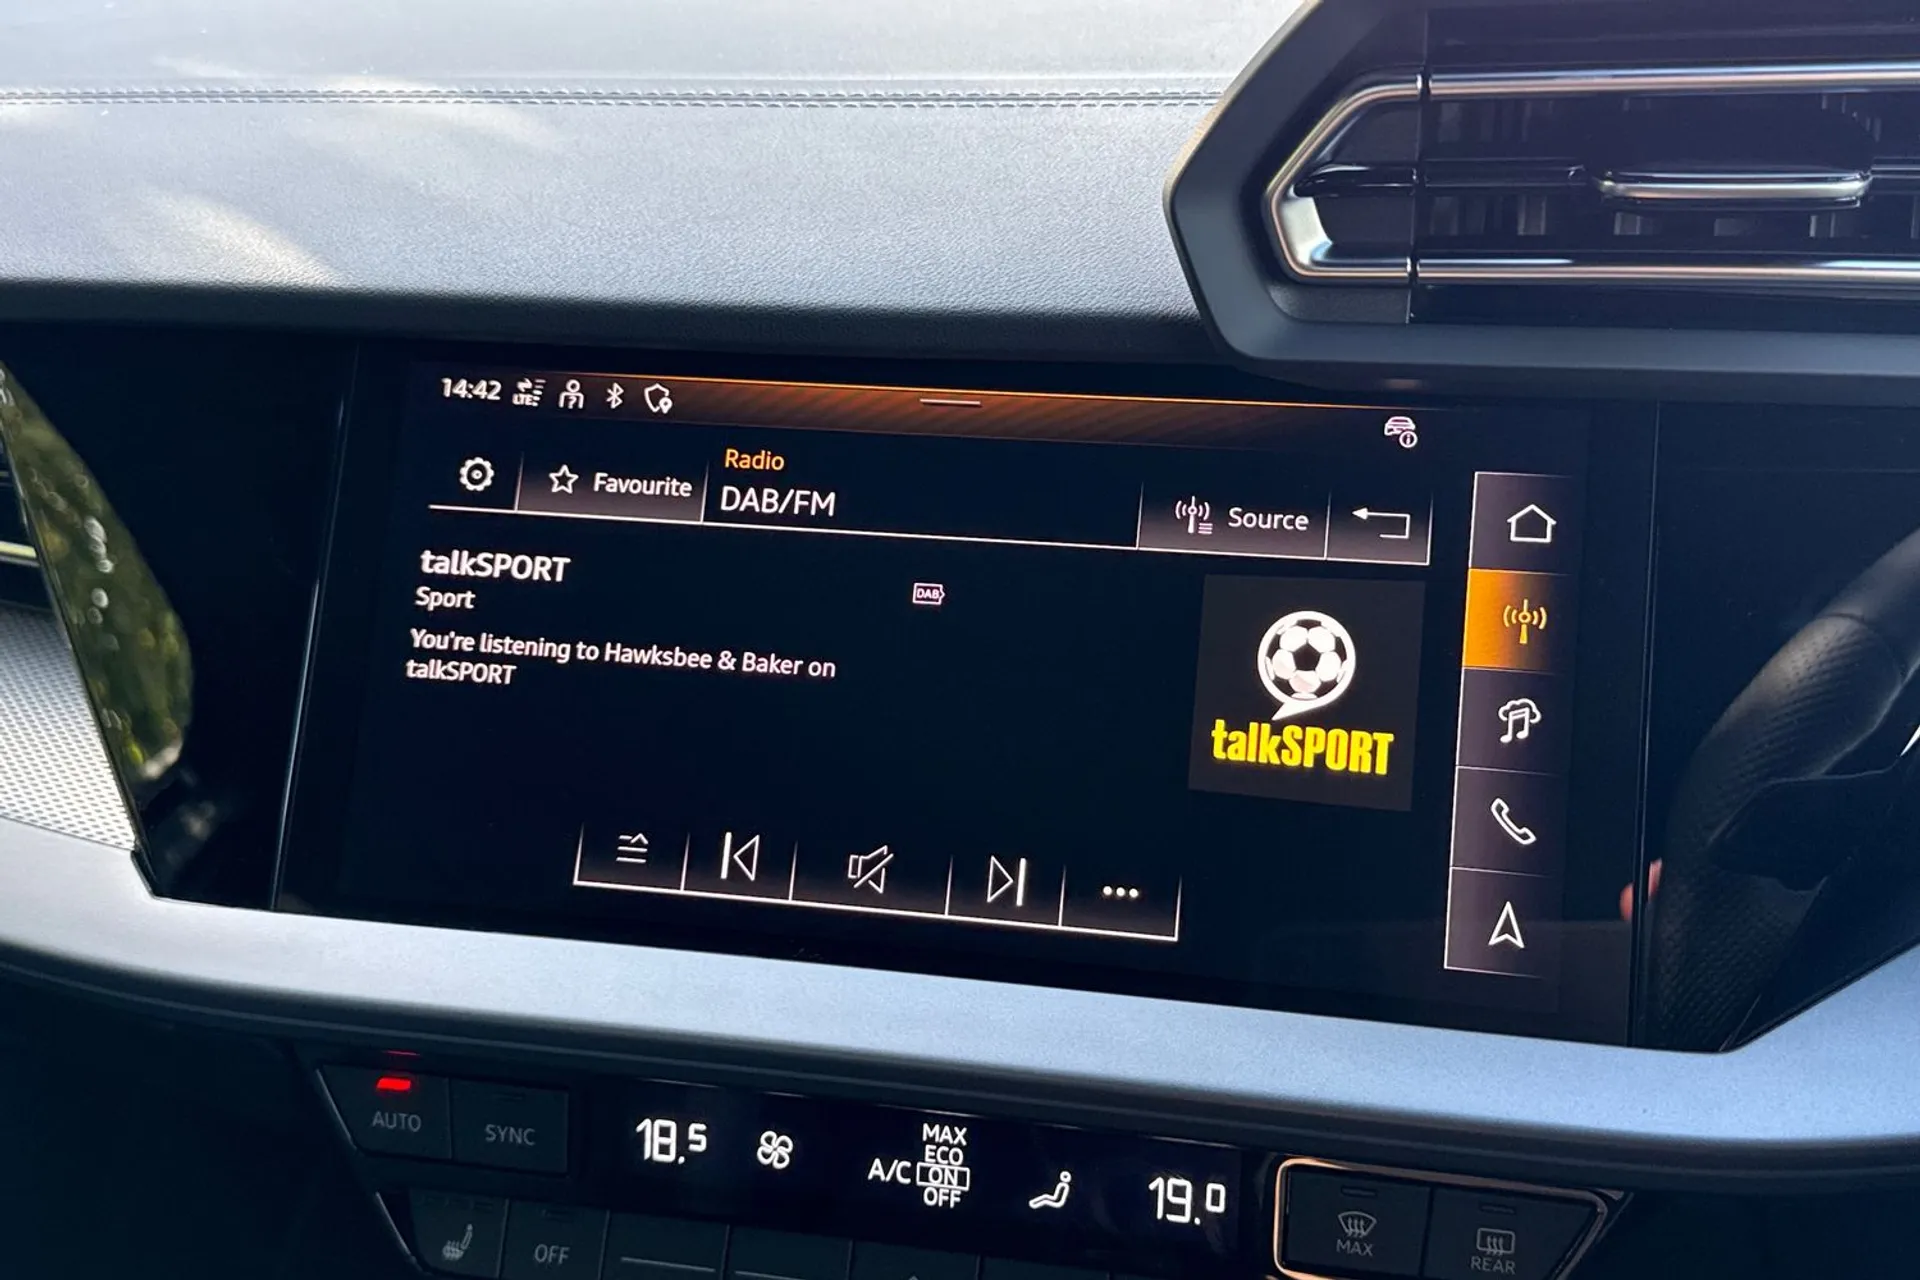 14:42 LTE
Radio
Favourite
DAB/FM
Source
talkSPORT
Sport
DAB
You're listening to Hawksbee & Baker on
talkSPORT
talkSPORT
AUTO
SYNC
18.5
MAX
ECO
A/C ON
OFF
19.0
OFF
MAX
REAR